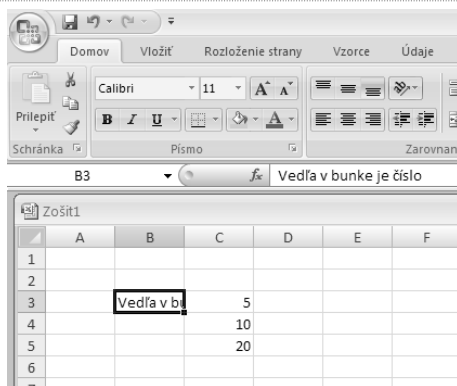 Domov Vložiť Rozloženie strany Vzorce Údaje
Calibri 11 A A
Prilepiť B I U A
Schránka Písmo Zarovnan
B3 fx Vedľa v bunke je číslo
Zošit1
A B C D E F
1
2
3 Vedľa v bu 5
4 10
5 20
6